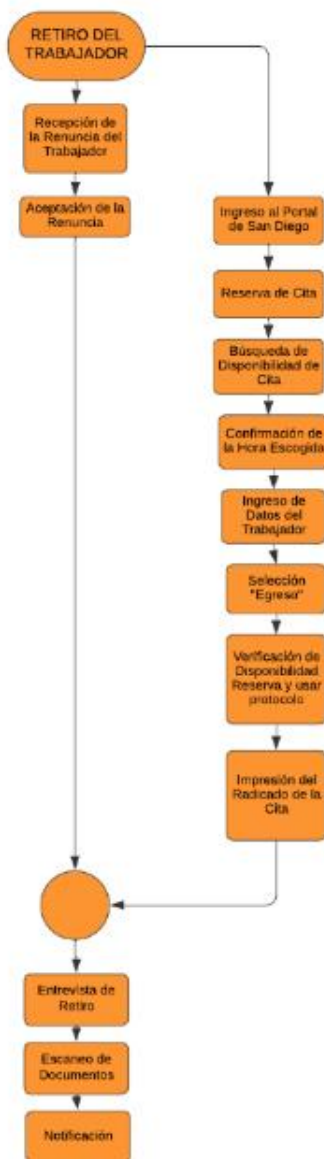 RETIRO DEL
TRABAJADOR
Recepción de
la Renuncia del
Trabajador
Aceptación de la
Renuncia
Ingreso al Portal
de San Diego
Reserva de Cita
Búsqueda de
Disponibilidad de
Cita
Confirmación de
la Hora Escogida
Ingreso de
Datos del
Trabajador
Selección
"Egreso"
Verificación de
Disponibilidad
Reserva y usar
protocolo
Impresión del
Radicado de la
Cita
Entrevista de
Retiro
Escaneo de
Documentos
Notificación